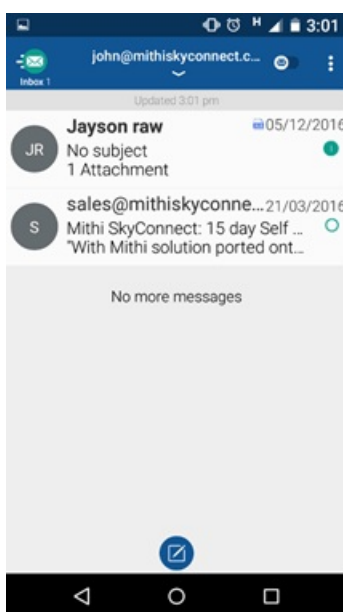 H 3:01
john@mithiskyconnect.c...
Inbox 1
Updated 3:01 pm
Jayson raw 05/12/2016
JR
No subject
1 Attachment
sales@mithiskyconne... 21/03/2016
S
Mithi SkyConnect: 15 day Self ...
"With Mithi solution ported ont...
No more messages